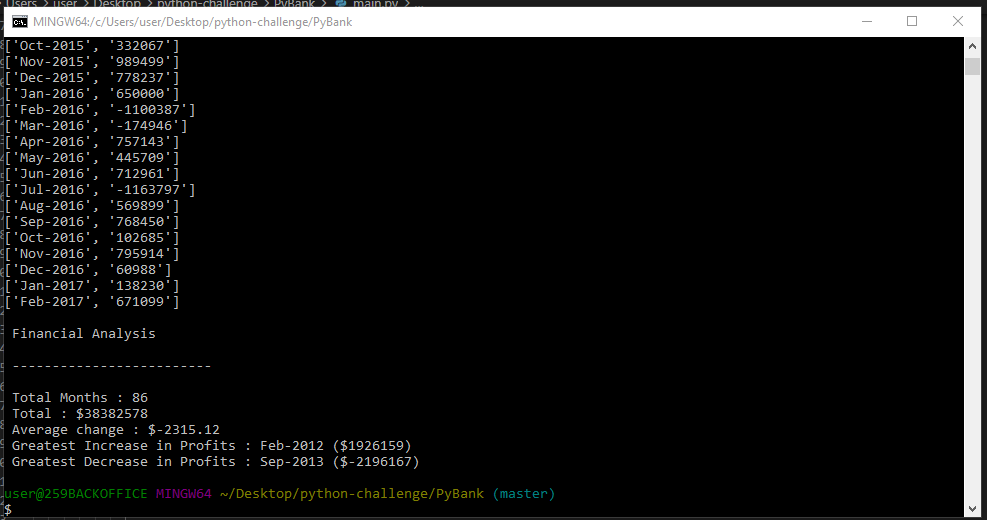 Users > user > Desktop > python-challenge > PyBank > main.py > ...
MINGW64:/c/Users/user/Desktop/python-challenge/PyBank
['Oct-2015', '332067']
['Nov-2015', '989499']
['Dec-2015', '778237']
['Jan-2016', '650000']
['Feb-2016', '-1100387']
['Mar-2016', '-174946']
['Apr-2016', '757143']
['May-2016', '445709']
['Jun-2016', '712961']
['Jul-2016', '-1163797']
['Aug-2016', '569899']
['Sep-2016', '768450']
['Oct-2016', '102685']
['Nov-2016', '795914']
['Dec-2016', '60988']
['Jan-2017', '138230']
['Feb-2017', '671099']
Financial Analysis
-------------------------
Total Months : 86
Total : $38382578
Average change : $-2315.12
Greatest Increase in Profits : Feb-2012 ($1926159)
Greatest Decrease in Profits : Sep-2013 ($-2196167)
user@259BACKOFFICE MINGW64 ~/Desktop/python-challenge/PyBank (master)
$